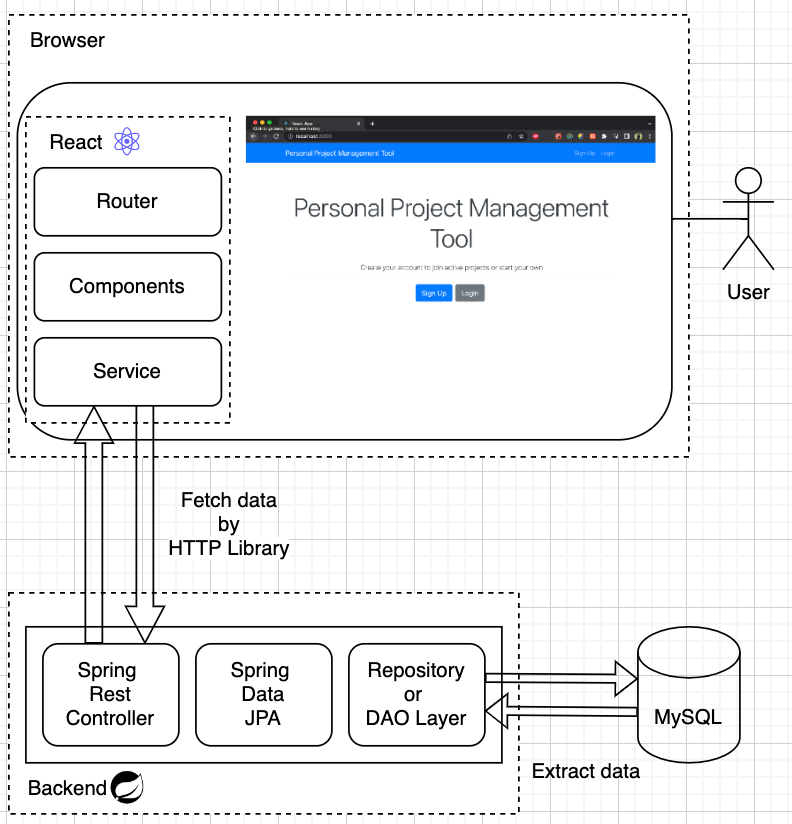 Browser
React
Router
Components
Service
React App
localhost:3000
Personal Project Management Tool
Sign Up Login
Personal Project Management
Tool
Create your account to join active projects or start your own
Sign Up Login
User
Fetch data
by
HTTP Library
Spring
Rest
Controller
Spring
Data
JPA
Repository
or
DAO Layer
MySQL
Extract data
Backend